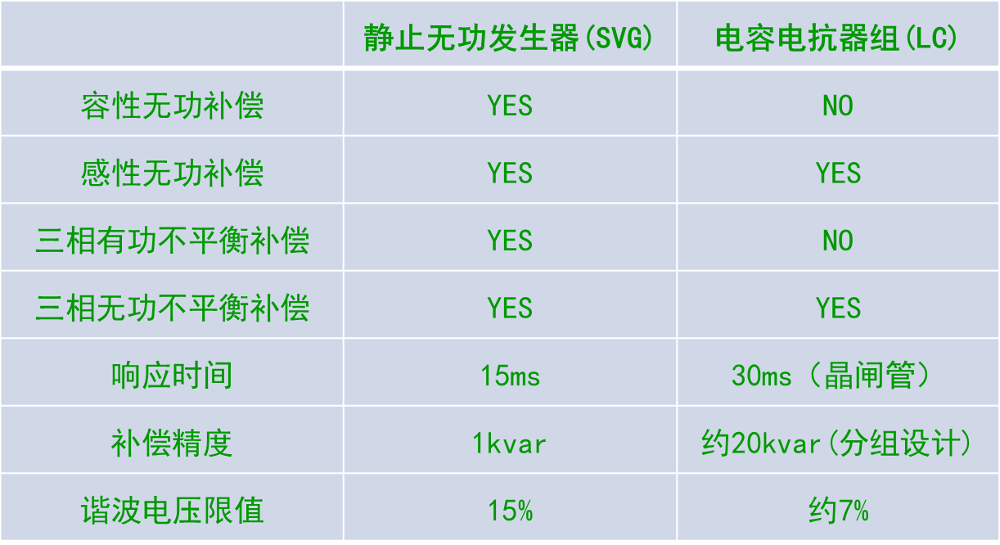 静止无功发生器(SVG) 电容电抗器组(LC)
容性无功补偿 YES NO
感性无功补偿 YES YES
三相有功不平衡补偿 YES NO
三相无功不平衡补偿 YES YES
响应时间 15ms 30ms（晶闸管）
补偿精度 1kvar 约20kvar(分组设计)
谐波电压限值 15% 约7%